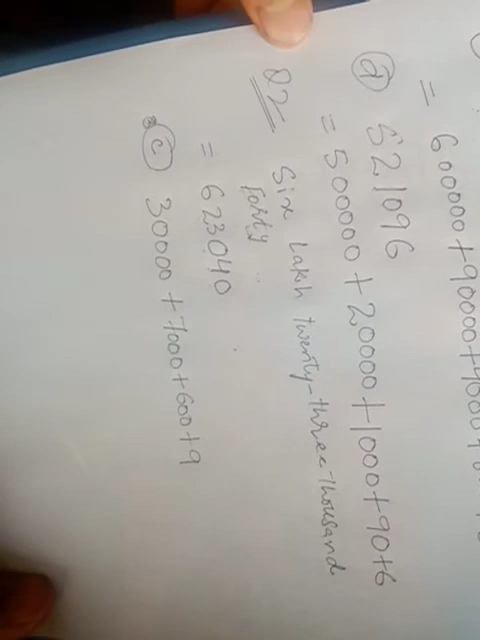 = 600000 + 90000 + 4000 +
(d) 521096
= 500000 + 20000 + 1000 + 90 + 6
Q2 Six Lakh twenty-three thousand
forty
= 623040
(c) 30000 + 7000 + 600 + 9